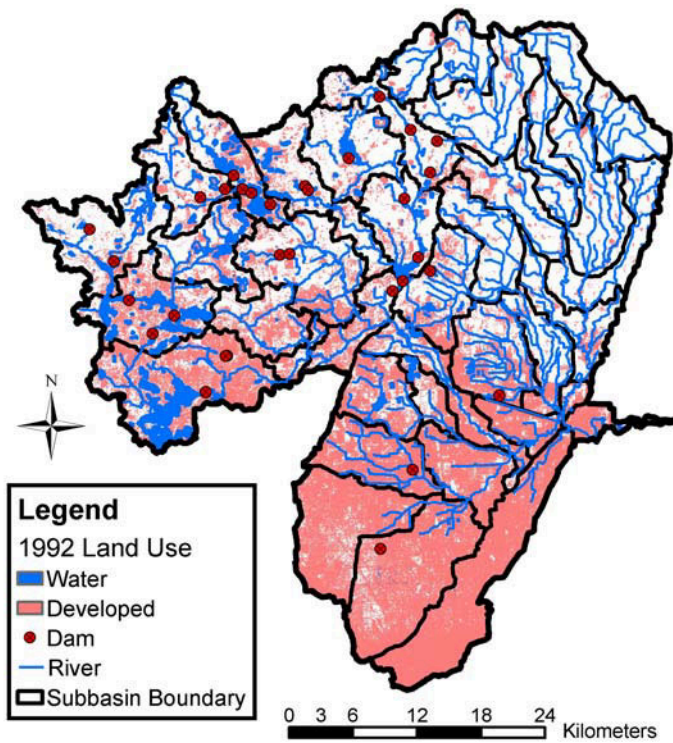 N
Legend
1992 Land Use
Water
Developed
Dam
River
Subbasin Boundary
0 3 6 12 18 24
Kilometers